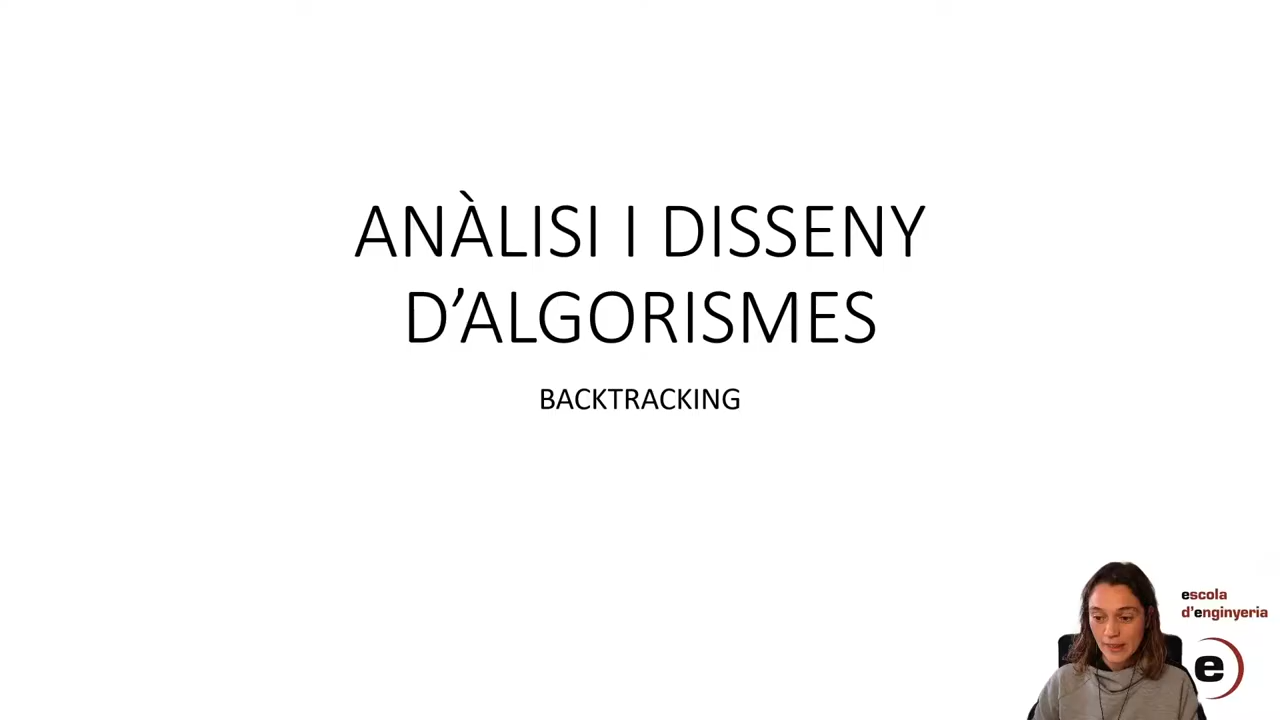 ANÀLISI I DISSENY
D’ALGORISMES
BACKTRACKING
escola
d'enginyeria
e